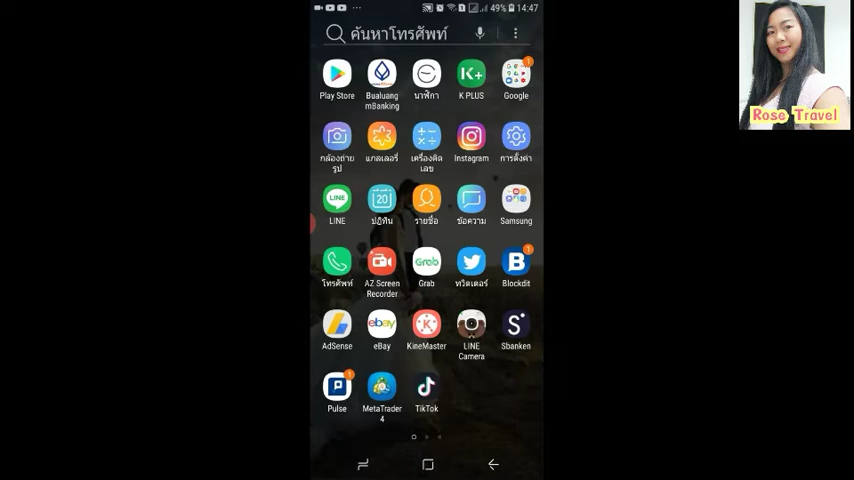 49% 14:47
ค้นหาโทรศัพท์
Rose Travel
Play Store
Bualuang
mBanking
นาฬิกา
K PLUS
Google
กล้องถ่าย
รูป
แกลเลอรี่
เครื่องคิด
เลข
Instagram
การตั้งค่า
LINE
LINE
20
ปฏิทิน
รายชื่อ
ข้อความ
Samsung
โทรศัพท์
AZ Screen
Recorder
Grab
Grab
ทวิตเตอร์
Blockdit
AdSense
ebay
eBay
KineMaster
LINE
Camera
Sbanken
Pulse
MetaTrader
4
TikTok